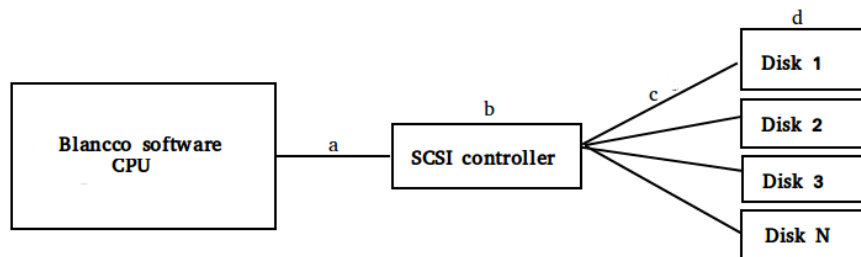 d
Disk 1
c
b
Disk 2
Blancco software
CPU
a
SCSI controller
Disk 3
Disk N